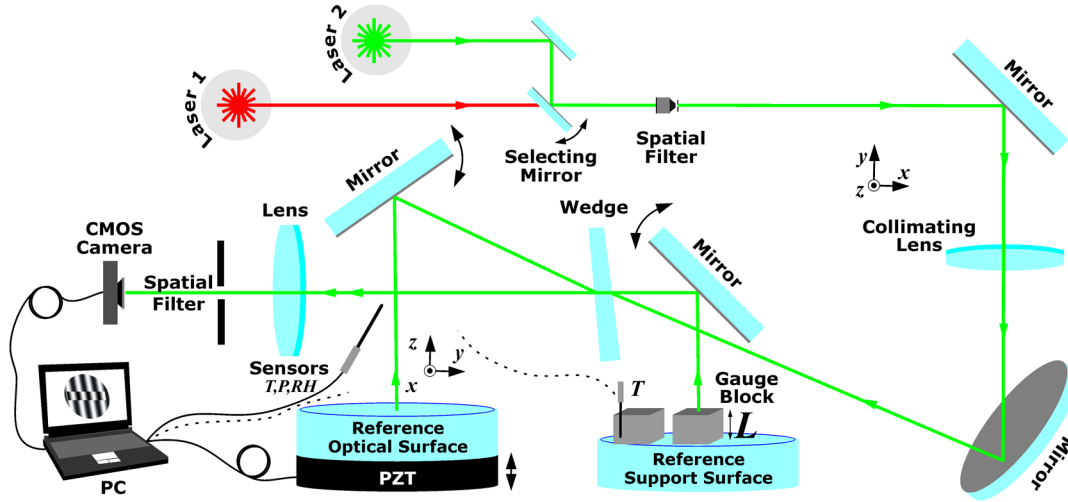 Laser 2
Laser 1
Mirror
Spatial
Filter
Selecting
Mirror
y
x
z
Mirror
Lens
Wedge
CMOS
Camera
Collimating
Lens
Mirror
Spatial
Filter
Sensors
T,P,RH
z
y
x
T
Gauge
Block
L
Reference
Optical Surface
PZT
Reference
Support Surface
Mirror
PC